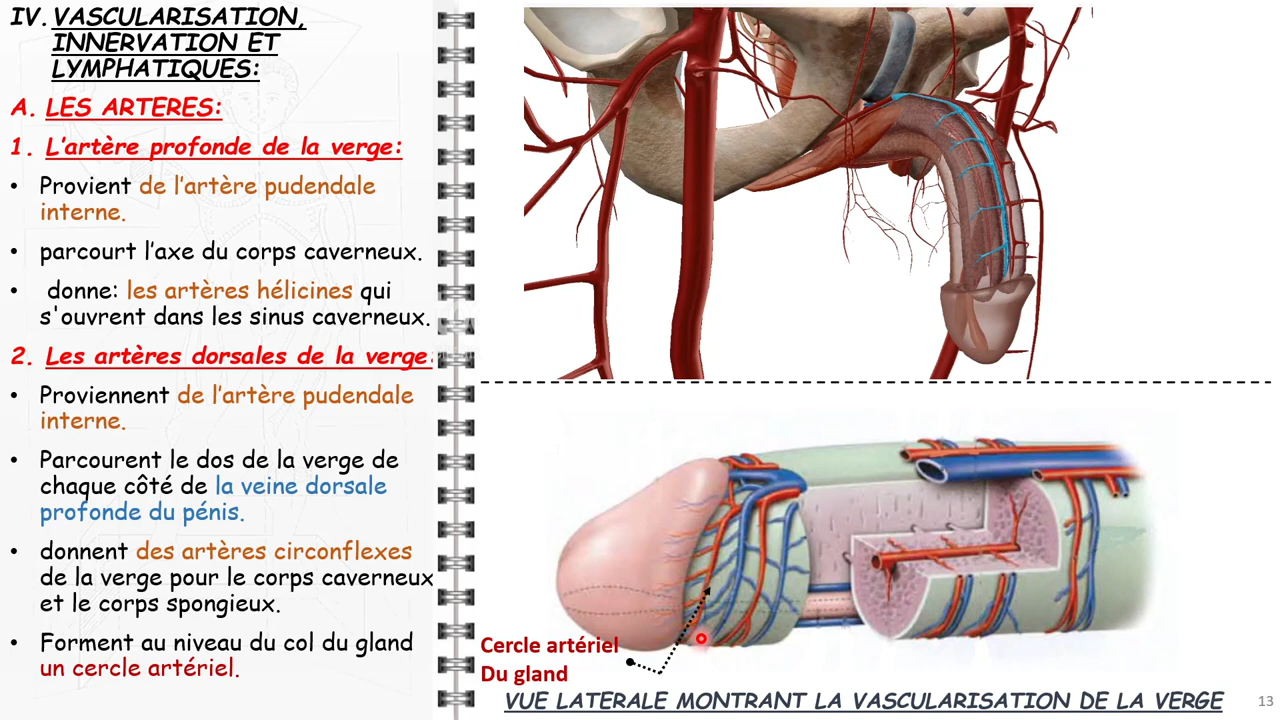 IV. VASCULARISATION,
INNERVATION ET
LYMPHATIQUES:
A. LES ARTERES:
1. L'artère profonde de la verge:
• Provient de l'artère pudendale
interne.
• parcourt l'axe du corps caverneux.
• donne: les artères hélicines qui
s'ouvrent dans les sinus caverneux.
2. Les artères dorsales de la verge:
• Proviennent de l'artère pudendale
interne.
• Parcourent le dos de la verge de
chaque côté de la veine dorsale
profonde du pénis.
• donnent des artères circonflexes
de la verge pour le corps caverneux
et le corps spongieux.
• Forment au niveau du col du gland
un cercle artériel.
Cercle artériel
Du gland
VUE LATERALE MONTRANT LA VASCULARISATION DE LA VERGE
13